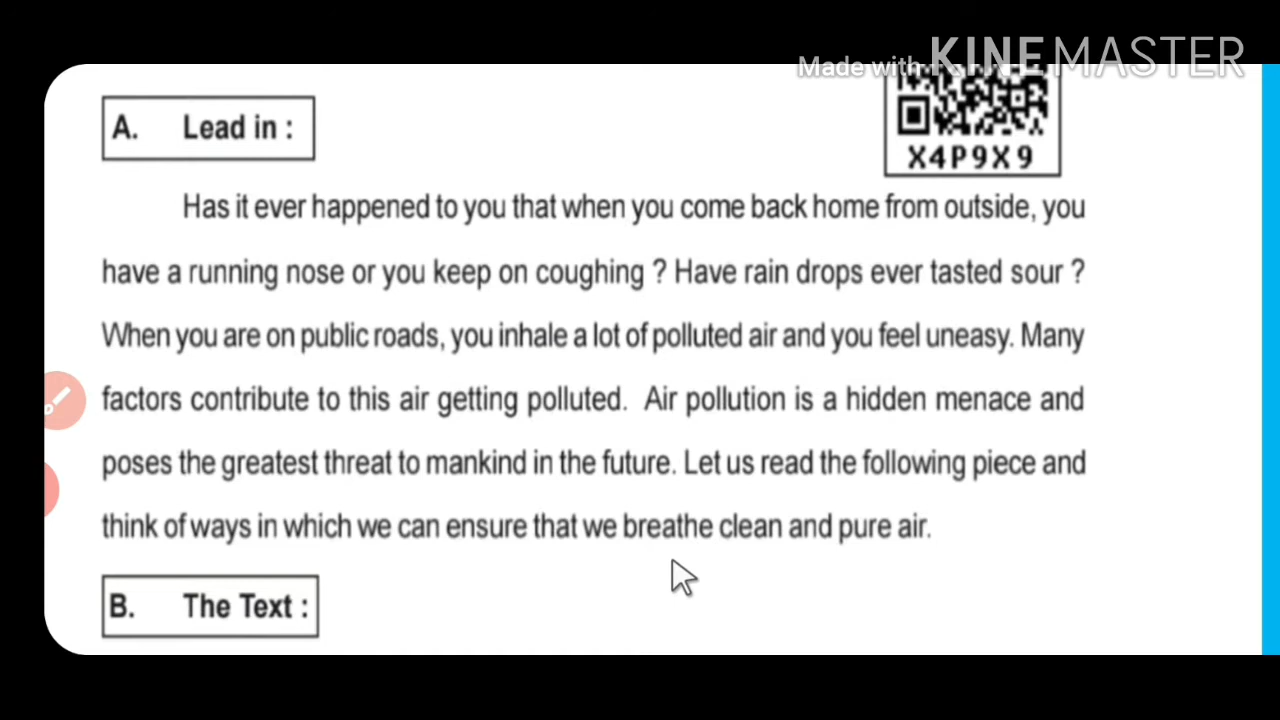 Made with KINEMASTER
X4P9X9
A. Lead in :
Has it ever happened to you that when you come back home from outside, you
have a running nose or you keep on coughing ? Have rain drops ever tasted sour ?
When you are on public roads, you inhale a lot of polluted air and you feel uneasy. Many
factors contribute to this air getting polluted. Air pollution is a hidden menace and
poses the greatest threat to mankind in the future. Let us read the following piece and
think of ways in which we can ensure that we breathe clean and pure air.
B. The Text :